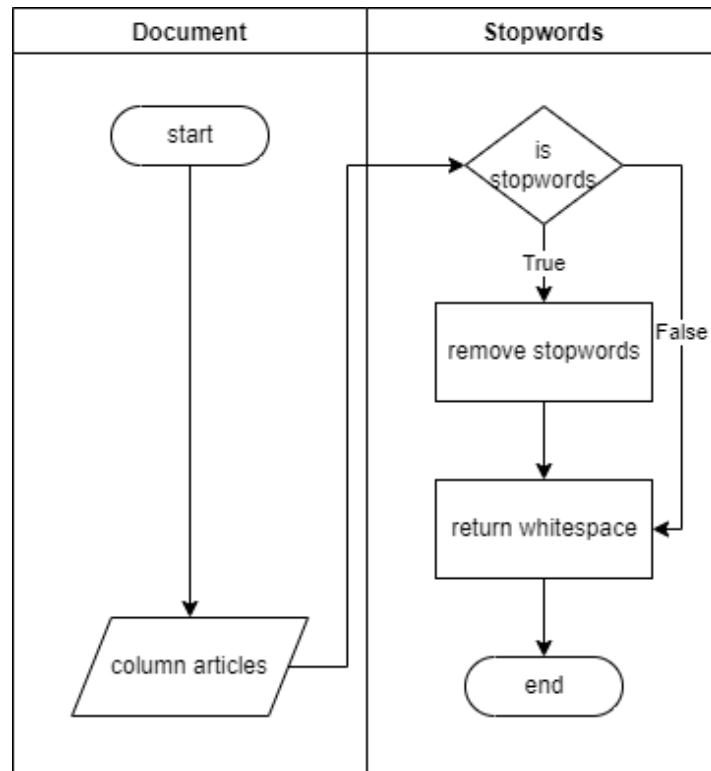 Document
Stopwords
start
is
stopwords
True
remove stopwords
False
return whitespace
column articles
end